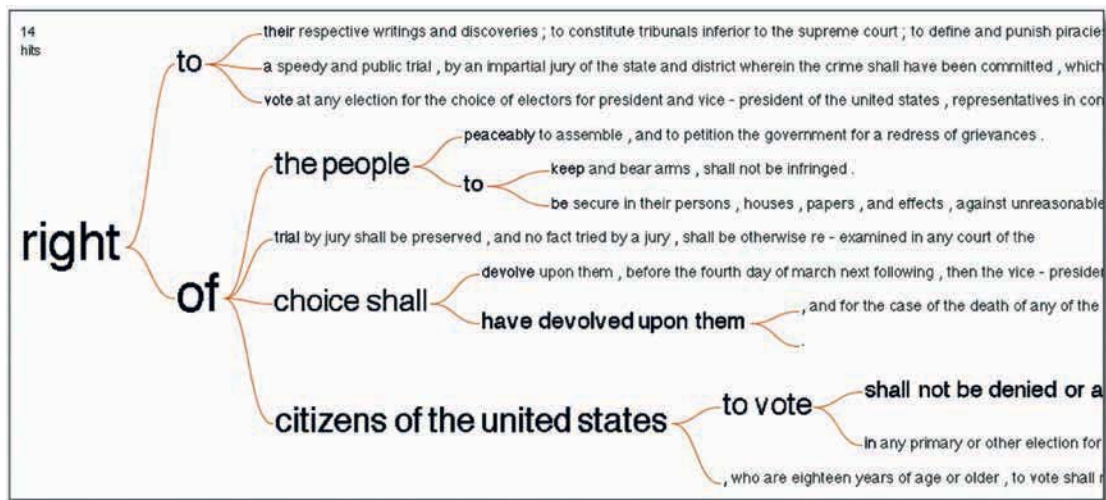 14
hits
right
to
their respective writings and discoveries ; to constitute tribunals inferior to the supreme court ; to define and punish piracie
a speedy and public trial , by an impartial jury of the state and district wherein the crime shall have been committed , which
vote at any election for the choice of electors for president and vice - president of the united states , representatives in con
of
the people
peaceably to assemble , and to petition the government for a redress of grievances .
to
keep and bear arms , shall not be infringed .
be secure in their persons , houses , papers , and effects , against unreasonable
trial by jury shall be preserved , and no fact tried by a jury , shall be otherwise re - examined in any court of the
choice shall
devolve upon them , before the fourth day of march next following , then the vice - presiden
have devolved upon them
, and for the case of the death of any of the
.
citizens of the united states
to vote
shall not be denied or a
in any primary or other election for
, who are eighteen years of age or older , to vote shall